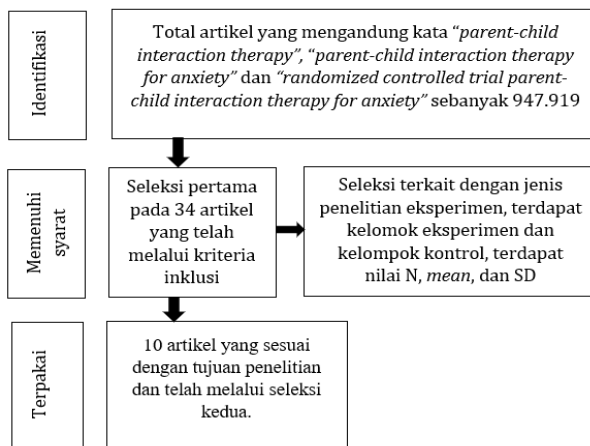 Identifikasi
Total artikel yang mengandung kata “parent-child
interaction therapy”, “parent-child interaction therapy
for anxiety” dan “randomized controlled trial parent-
child interaction therapy for anxiety” sebanyak 947.919
Memenuhi
syarat
Seleksi pertama
pada 34 artikel
yang telah
melalui kriteria
inklusi
Seleksi terkait dengan jenis
penelitian eksperimen, terdapat
kelomok eksperimen dan
kelompok kontrol, terdapat
nilai N, mean, dan SD
Terpakai
10 artikel yang sesuai
dengan tujuan penelitian
dan telah melalui seleksi
kedua.